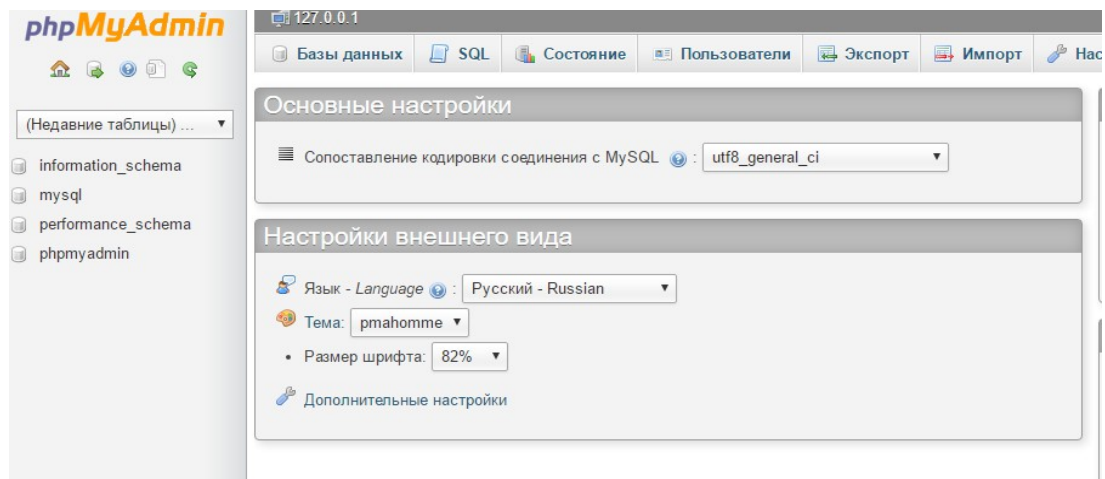 phpMyAdmin
(Недавние таблицы) ...
information_schema
mysql
performance_schema
phpmyadmin
127.0.0.1
Базы данных SQL Состояние Пользователи Экспорт Импорт Нас
Основные настройки
Сопоставление кодировки соединения с MySQL : utf8_general_ci
Настройки внешнего вида
Язык - Language : Русский - Russian
Тема: pmahomme
• Размер шрифта: 82%
Дополнительные настройки